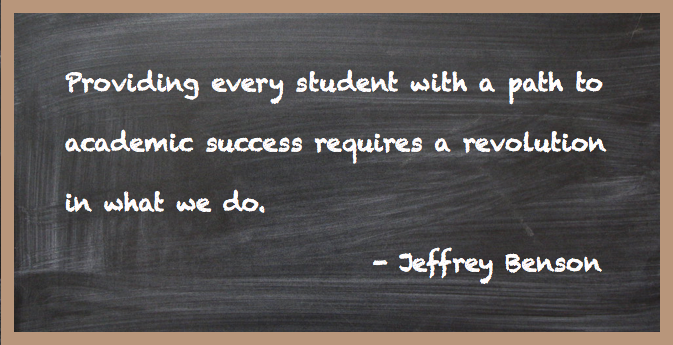 Providing every student with a path to
academic success requires a revolution
in what we do.
- Jeffrey Benson